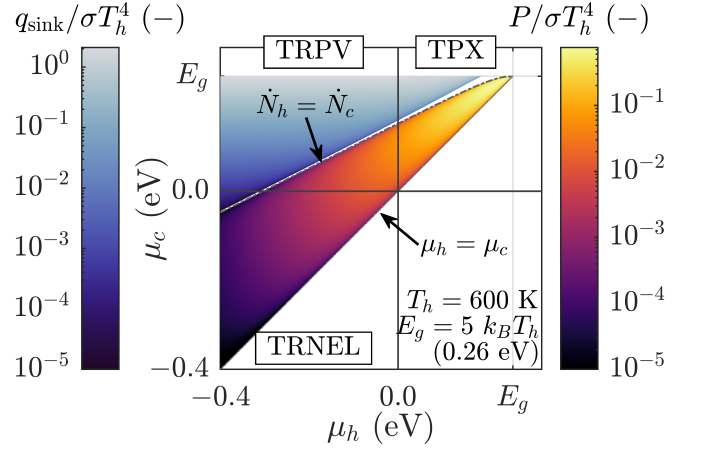 q_sink/σT_h^4 (−)
P/σT_h^4 (−)
TRPV
TPX
10^0
10^−1
10^−2
10^−3
10^−4
10^−5
E_g
0.0
−0.4
μ_c (eV)
Ṅ_h = Ṅ_c
μ_h = μ_c
T_h = 600 K
E_g = 5 k_BT_h
(0.26 eV)
TRNEL
10^−1
10^−2
10^−3
10^−4
10^−5
−0.4
0.0
E_g
μ_h (eV)